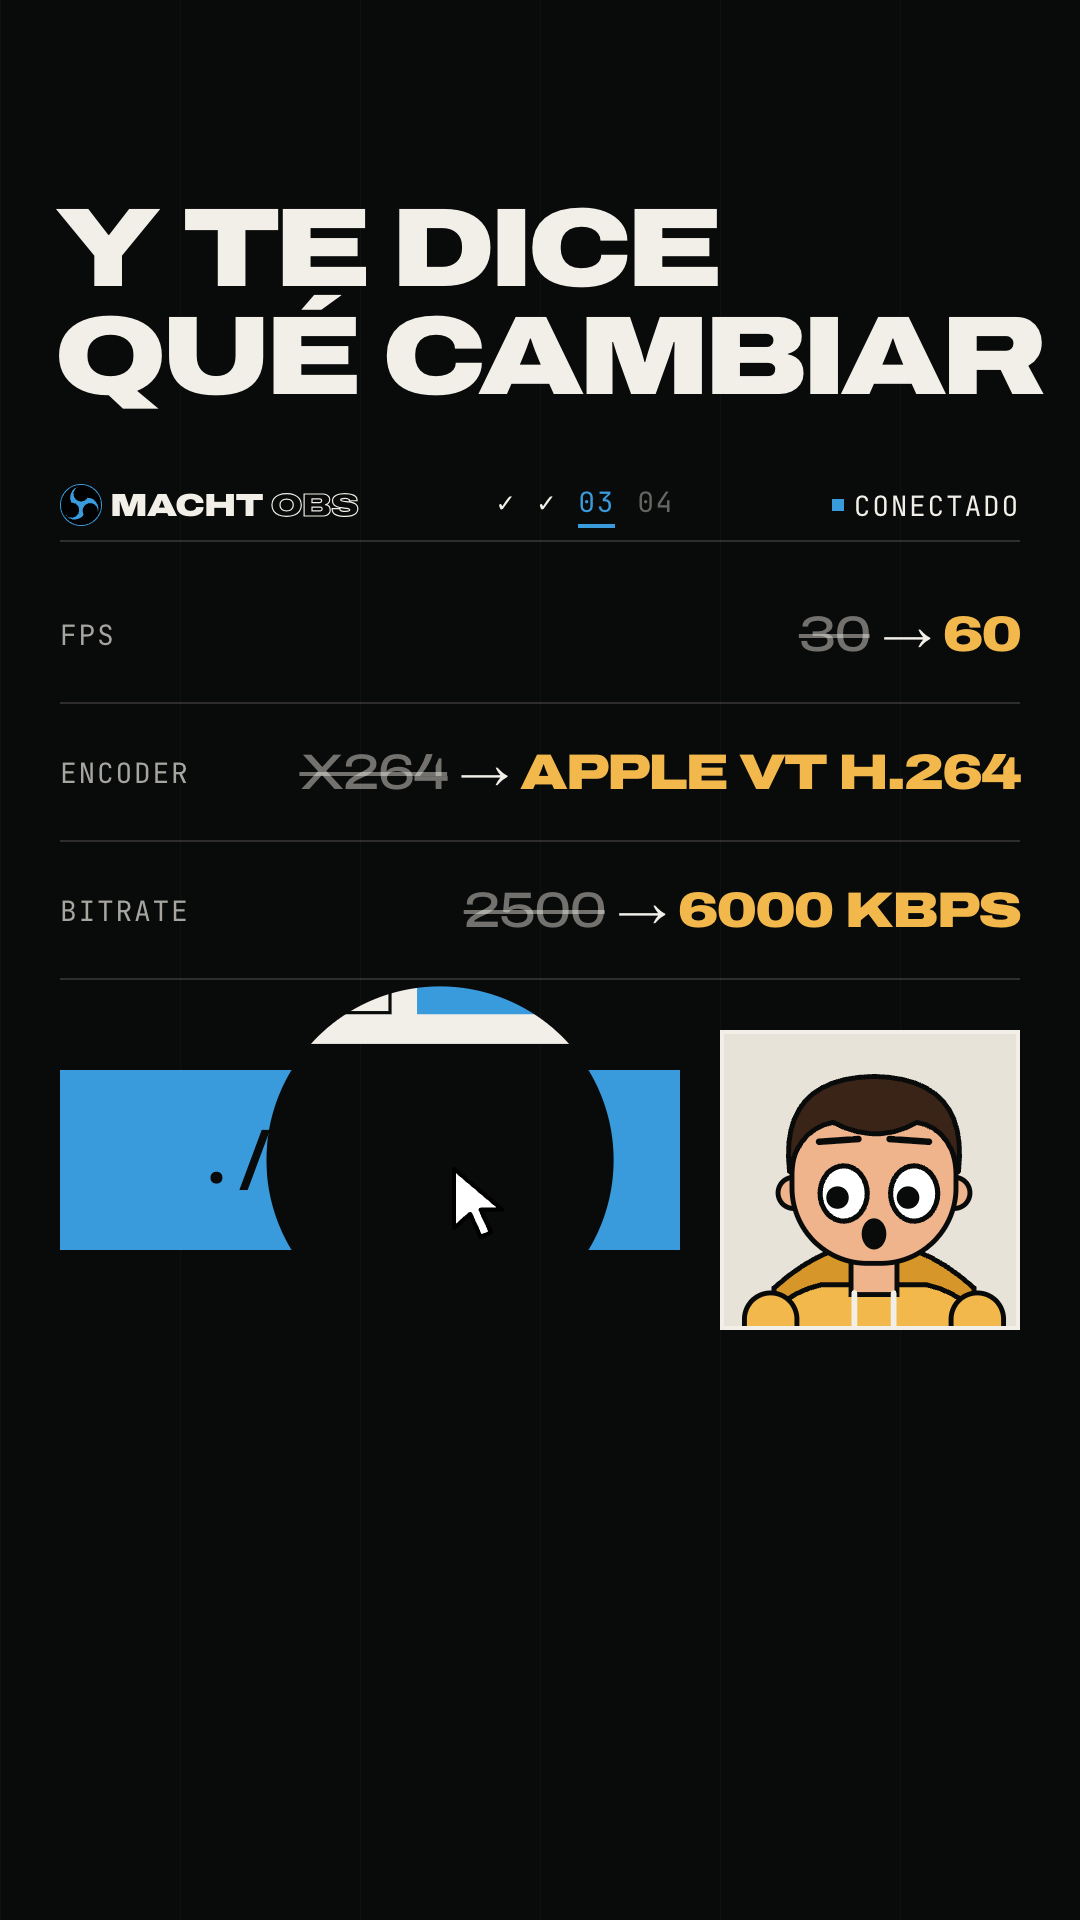 Y TE DICE
QUÉ CAMBIAR
MACHT OBS ✓ ✓ 03 04 CONECTADO
FPS 30 → 60
ENCODER X264 → APPLE VT H.264
BITRATE 2500 → 6000 KBPS
./